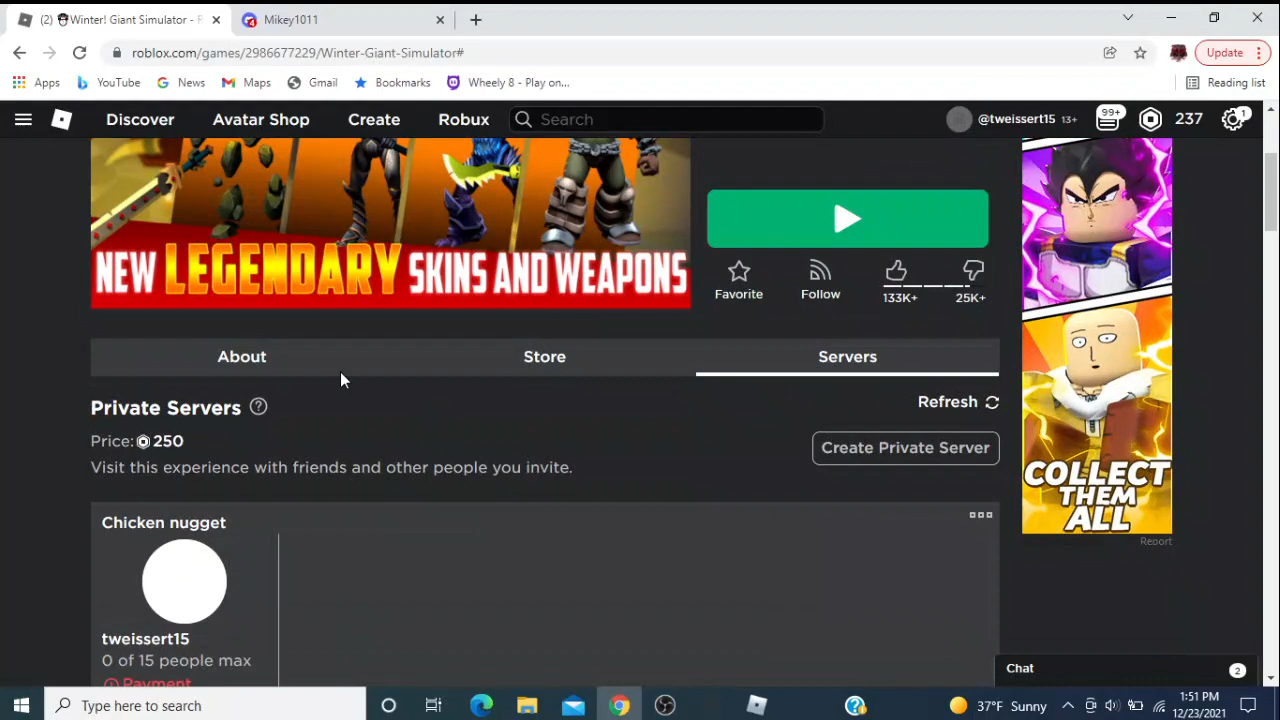 (2) Winter! Giant Simulator - R
Mikey1011
roblox.com/games/2986677229/Winter-Giant-Simulator#
Update
Apps
YouTube
News
Maps
Gmail
Bookmarks
Wheely 8 - Play on...
Reading list
Discover
Avatar Shop
Create
Robux
Search
@tweissert15 13+
99+
237
1
NEW LEGENDARY SKINS AND WEAPONS
Favorite
Follow
133K+
25K+
About
Store
Servers
Private Servers
Refresh
Price: 250
Create Private Server
Visit this experience with friends and other people you invite.
Chicken nugget
tweissert15
0 of 15 people max
Payment
COLLECT
THEM
ALL
Report
Chat
2
Type here to search
37°F Sunny
1:51 PM
12/23/2021